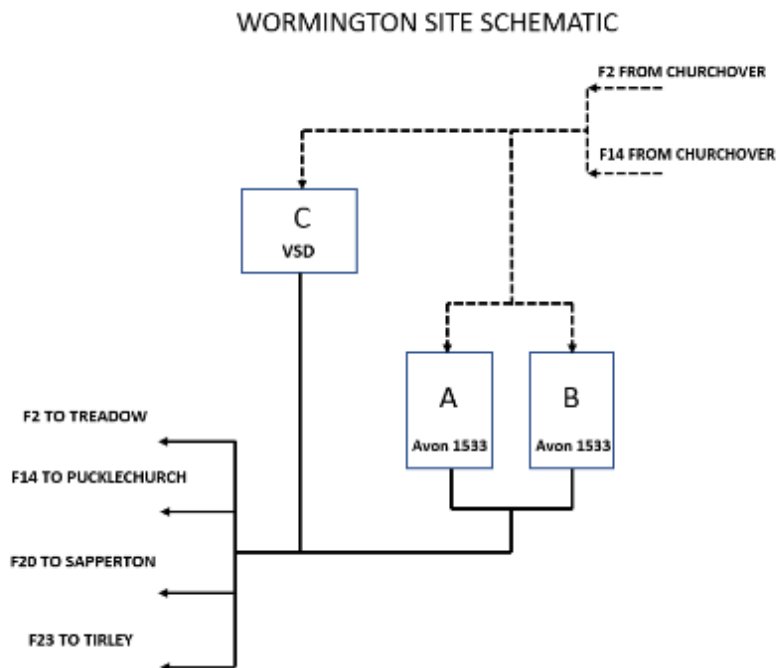 WORMINGTON SITE SCHEMATIC
F2 FROM CHURCHOVER
F14 FROM CHURCHOVER
C
VSD
A
B
Avon 1533
Avon 1533
F2 TO TREADOW
F14 TO PUCKLECHURCH
F20 TO SAPPERTON
F23 TO TIRLEY